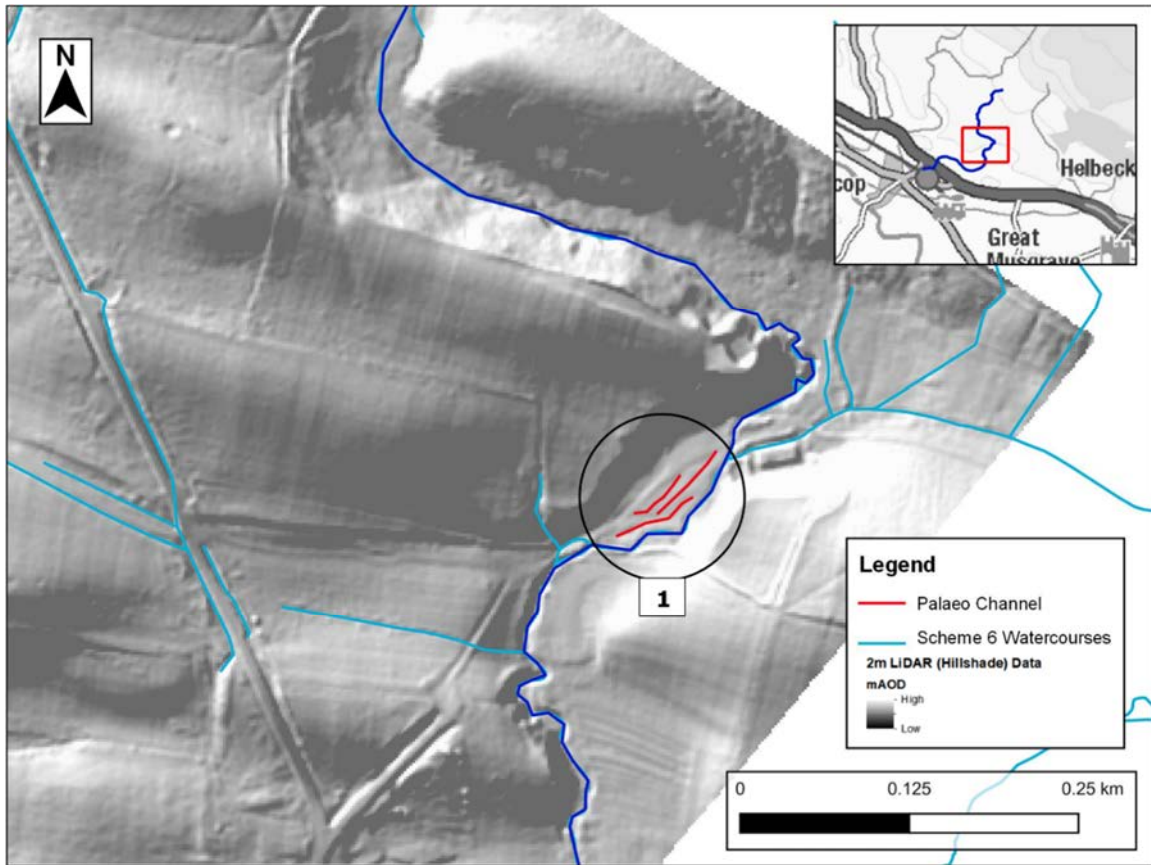 N
cop
Helbeck
Great
Musgrave
1
Legend
Palaeo Channel
Scheme 6 Watercourses
2m LiDAR (Hillshade) Data
mAOD
High
Low
0 0.125 0.25 km